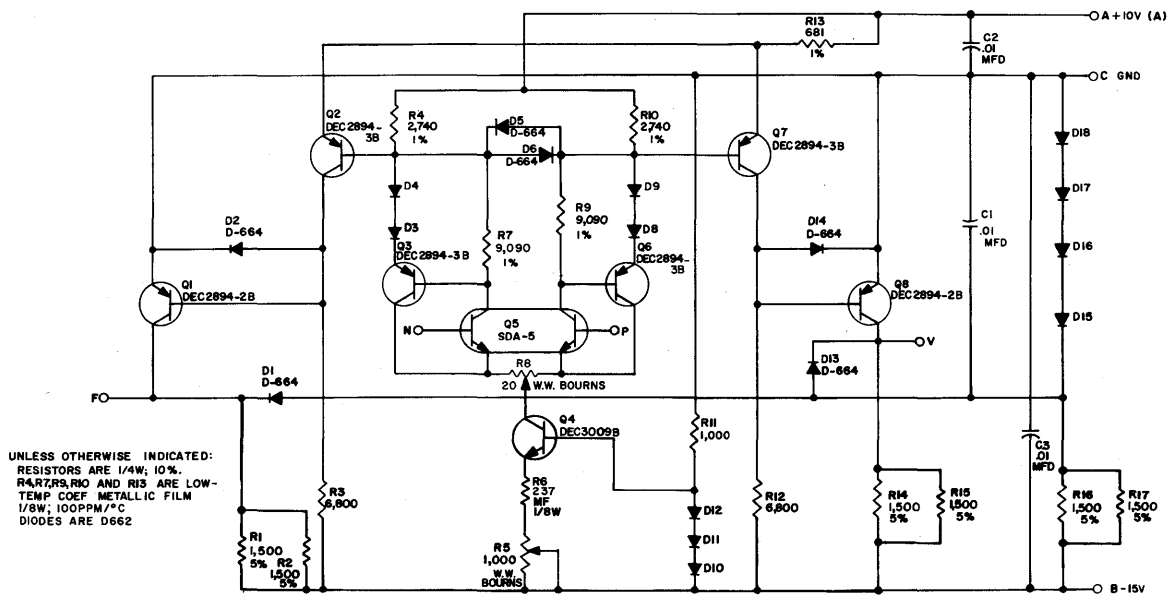 A+10V (A)
R13
681
1%
C2
.01
MFD
C GND
Q2
DEC2894-
3B
R4
2,740
1%
D5
D-664
D6
D-664
R10
2,740
1%
Q7
DEC2894-3B
D18
D4
D9
D17
D2
D-664
D3
R7
9,090
1%
R9
9,090
1%
D8
D14
D-664
C1
.01
MFD
D16
Q3
DEC2894-3B
Q6
DEC2894-
3B
Q1
DEC2894-2B
Q8
DEC2894-2B
D15
N
Q5
SDA-5
P
V
D1
D-664
R8
20 W.W. BOURNS
D13
D-664
F
Q4
DEC3009B
R11
1,000
C3
.01
MFD
UNLESS OTHERWISE INDICATED:
RESISTORS ARE 1/4W; 10%.
R4,R7,R9,R10 AND R13 ARE LOW-
TEMP COEF METALLIC FILM
1/8W; 100PPM/°C
DIODES ARE D662
R3
6,800
R6
237
MF
1/8W
D12
R12
6,800
R14
1,500
5%
R15
1,500
5%
R16
1,500
5%
R17
1,500
5%
R1
1,500
5%
R2
1,500
5%
R5
1,000
W.W.
BOURNS
D11
D10
B-15V